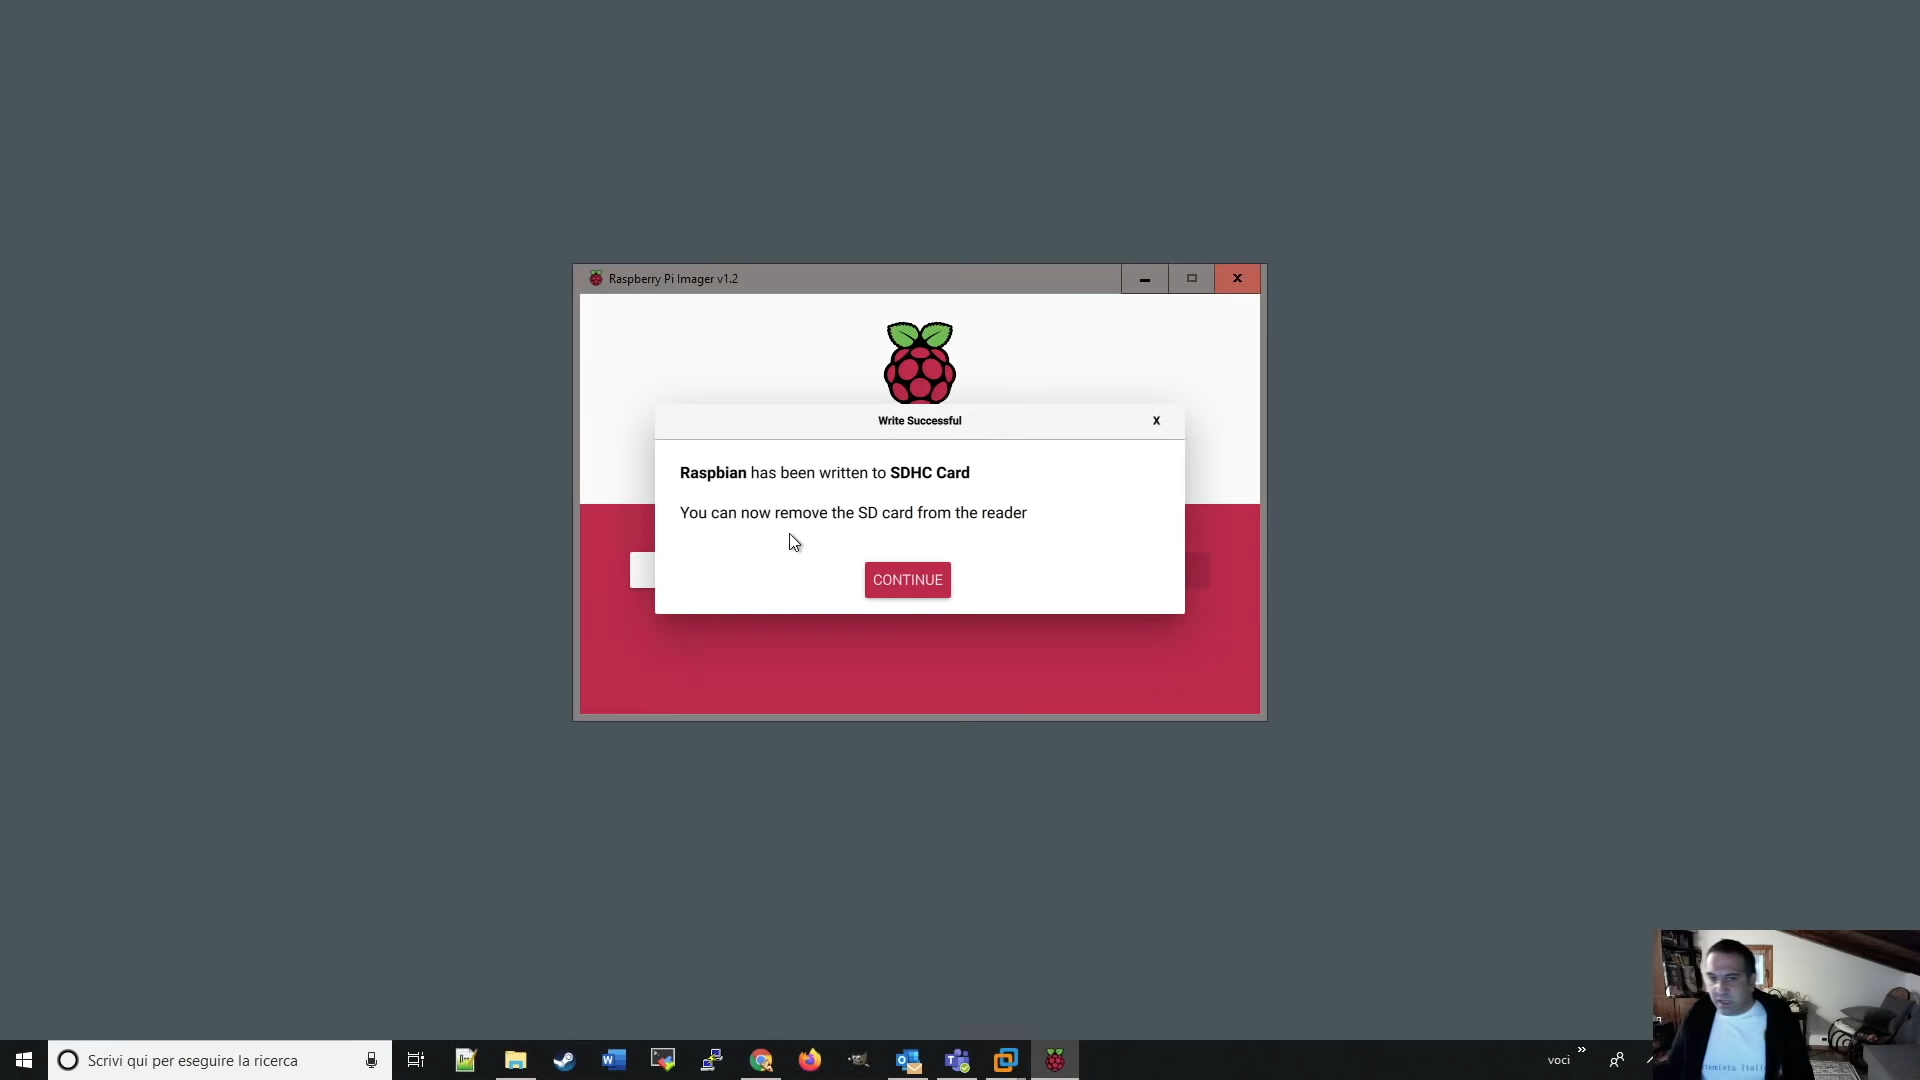 Raspberry Pi Imager v1.2
Write Successful
X
Raspbian has been written to SDHC Card
You can now remove the SD card from the reader
CONTINUE
Scrivi qui per eseguire la ricerca
voci